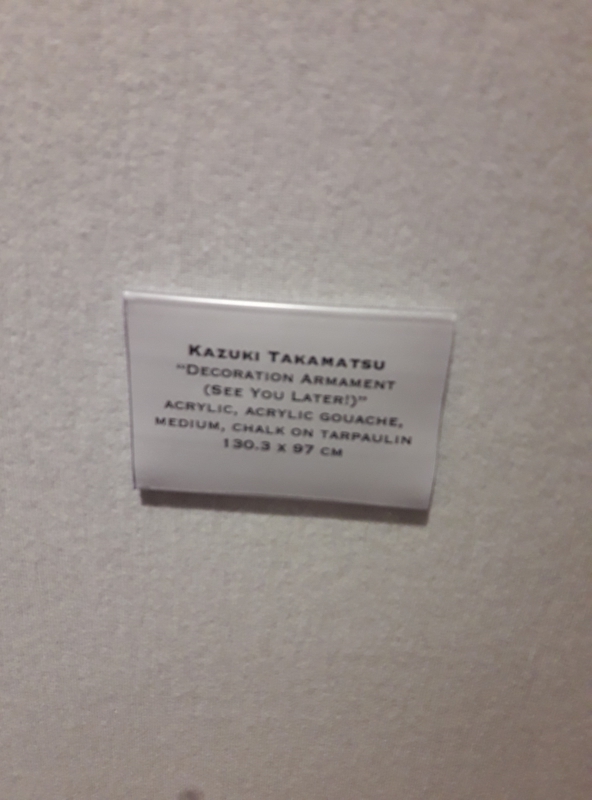 Kazuki Takamatsu
"Decoration Armament
(See You Later!)"
acrylic, acrylic gouache,
medium, chalk on tarpaulin
130.3 x 97 cm